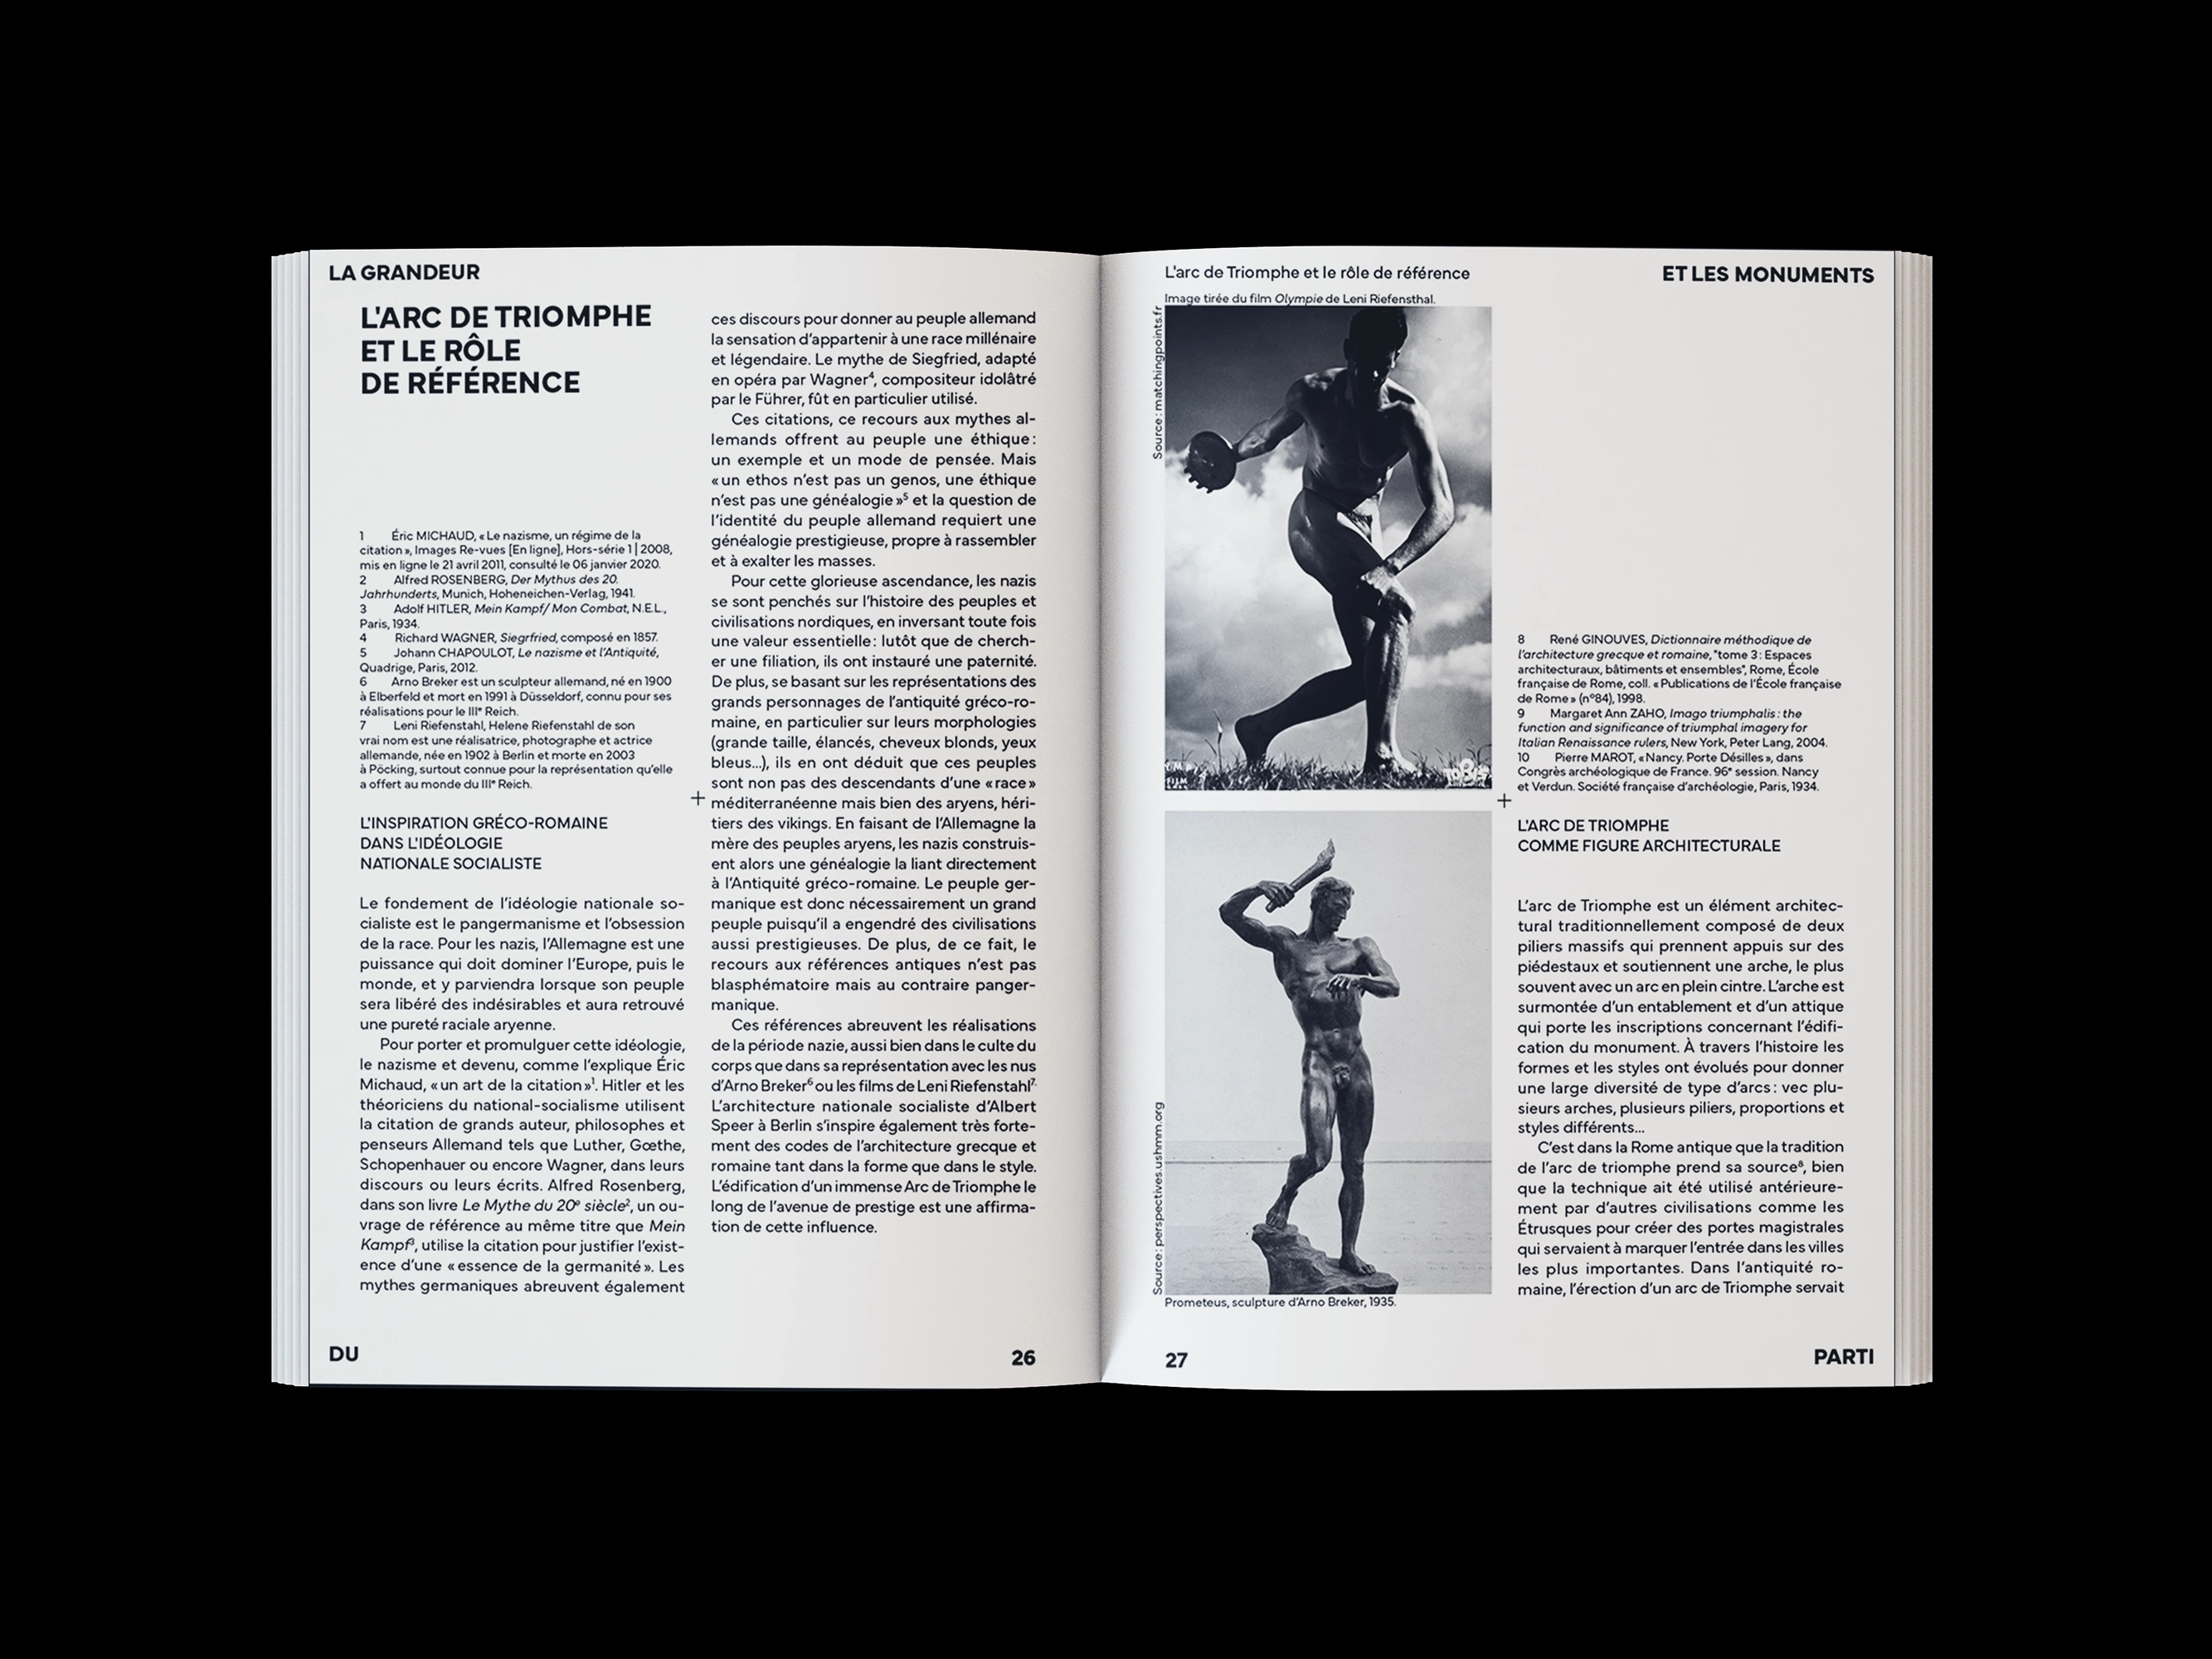 LA GRANDEUR
L'ARC DE TRIOMPHE
ET LE RÔLE
DE RÉFÉRENCE
1 Éric MICHAUD, « Le nazisme, un régime de la
citation », Images Re-vues [En ligne], Hors-série 1 | 2008,
mis en ligne le 21 avril 2011, consulté le 06 janvier 2020.
2 Alfred ROSENBERG, Der Mythus des 20.
Jahrhunderts, Munich, Hoheneichen-Verlag, 1941.
3 Adolf HITLER, Mein Kampf/ Mon Combat, N.E.L.,
Paris, 1934.
4 Richard WAGNER, Siegrfried, composé en 1857.
5 Johann CHAPOULOT, Le nazisme et l'Antiquité,
Quadrige, Paris, 2012.
6 Arno Breker est un sculpteur allemand, né en 1900
à Elberfeld et mort en 1991 à Düsseldorf, connu pour ses
réalisations pour le IIIe Reich.
7 Leni Riefenstahl, Helene Riefenstahl de son
vrai nom est une réalisatrice, photographe et actrice
allemande, née en 1902 à Berlin et morte en 2003
à Pöcking, surtout connue pour la représentation qu'elle
a offert au monde du IIIe Reich.
L'INSPIRATION GRÉCO-ROMAINE
DANS L'IDÉOLOGIE
NATIONALE SOCIALISTE
Le fondement de l'idéologie nationale so-
cialiste est le pangermanisme et l'obsession
de la race. Pour les nazis, l'Allemagne est une
puissance qui doit dominer l'Europe, puis le
monde, et y parviendra lorsque son peuple
sera libéré des indésirables et aura retrouvé
une pureté raciale aryenne.
Pour porter et promulguer cette idéologie,
le nazisme et devenu, comme l'explique Éric
Michaud, « un art de la citation »1. Hitler et les
théoriciens du national-socialisme utilisent
la citation de grands auteur, philosophes et
penseurs Allemand tels que Luther, Gœthe,
Schopenhauer ou encore Wagner, dans leurs
discours ou leurs écrits. Alfred Rosenberg,
dans son livre Le Mythe du 20e siècle2, un ou-
vrage de référence au même titre que Mein
Kampf3, utilise la citation pour justifier l'exist-
ence d'une « essence de la germanité ». Les
mythes germaniques abreuvent également
ces discours pour donner au peuple allemand
la sensation d'appartenir à une race millénaire
et légendaire. Le mythe de Siegfried, adapté
en opéra par Wagner4, compositeur idolâtré
par le Führer, fût en particulier utilisé.
Ces citations, ce recours aux mythes al-
lemands offrent au peuple une éthique :
un exemple et un mode de pensée. Mais
« un ethos n'est pas un genos, une éthique
n'est pas une généalogie »5 et la question de
l'identité du peuple allemand requiert une
généalogie prestigieuse, propre à rassembler
et à exalter les masses.
Pour cette glorieuse ascendance, les nazis
se sont penchés sur l'histoire des peuples et
civilisations nordiques, en inversant toute fois
une valeur essentielle : lutôt que de cherch-
er une filiation, ils ont instauré une paternité.
De plus, se basant sur les représentations des
grands personnages de l'antiquité gréco-ro-
maine, en particulier sur leurs morphologies
(grande taille, élancés, cheveux blonds, yeux
bleus...), ils en ont déduit que ces peuples
sont non pas des descendants d'une « race »
méditerranéenne mais bien des aryens, héri-
tiers des vikings. En faisant de l'Allemagne la
mère des peuples aryens, les nazis construis-
ent alors une généalogie la liant directement
à l'Antiquité gréco-romaine. Le peuple ger-
manique est donc nécessairement un grand
peuple puisqu'il a engendré des civilisations
aussi prestigieuses. De plus, de ce fait, le
recours aux références antiques n'est pas
blasphématoire mais au contraire panger-
manique.
Ces références abreuvent les réalisations
de la période nazie, aussi bien dans le culte du
corps que dans sa représentation avec les nus
d'Arno Breker6 ou les films de Leni Riefenstahl7.
L'architecture nationale socialiste d'Albert
Speer à Berlin s'inspire également très forte-
ment des codes de l'architecture grecque et
romaine tant dans la forme que dans le style.
L'édification d'un immense Arc de Triomphe le
long de l'avenue de prestige est une affirma-
tion de cette influence.
DU
26
L'arc de Triomphe et le rôle de référence
ET LES MONUMENTS
Image tirée du film Olympie de Leni Riefensthal.
Source : matchingpoints.fr
Source : perspectives.ushmm.org
Prometeus, sculpture d'Arno Breker, 1935.
8 René GINOUVES, Dictionnaire méthodique de
l'architecture grecque et romaine, "tome 3 : Espaces
architecturaux, bâtiments et ensembles", Rome, École
française de Rome, coll. « Publications de l'École française
de Rome » (n°84), 1998.
9 Margaret Ann ZAHO, Imago triumphalis : the
function and significance of triumphal imagery for
Italian Renaissance rulers, New York, Peter Lang, 2004.
10 Pierre MAROT, « Nancy. Porte Désilles », dans
Congrès archéologique de France. 96e session. Nancy
et Verdun. Société française d'archéologie, Paris, 1934.
L'ARC DE TRIOMPHE
COMME FIGURE ARCHITECTURALE
L'arc de Triomphe est un élément architec-
tural traditionnellement composé de deux
piliers massifs qui prennent appuis sur des
piédestaux et soutiennent une arche, le plus
souvent avec un arc en plein cintre. L'arche est
surmontée d'un entablement et d'un attique
qui porte les inscriptions concernant l'édifi-
cation du monument. À travers l'histoire les
formes et les styles ont évolués pour donner
une large diversité de type d'arcs : vec plu-
sieurs arches, plusieurs piliers, proportions et
styles différents...
C'est dans la Rome antique que la tradition
de l'arc de triomphe prend sa source8, bien
que la technique ait été utilisé antérieure-
ment par d'autres civilisations comme les
Étrusques pour créer des portes magistrales
qui servaient à marquer l'entrée dans les villes
les plus importantes. Dans l'antiquité ro-
maine, l'érection d'un arc de Triomphe servait
27
PARTI